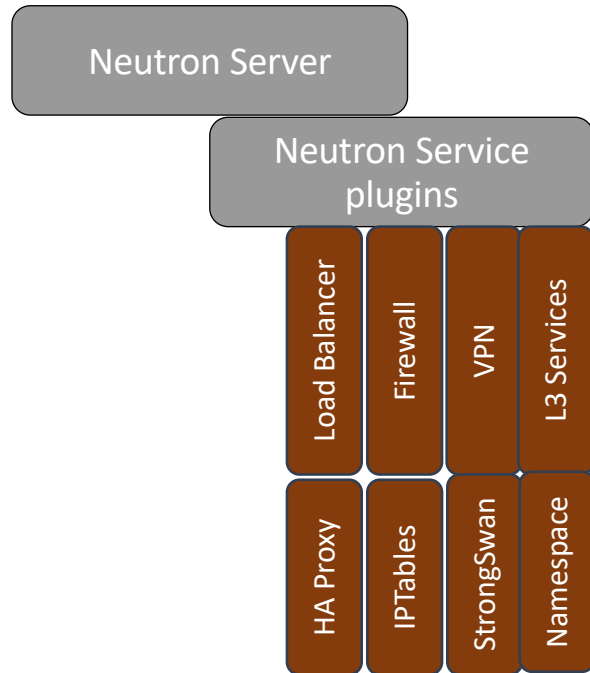 Neutron Server
Neutron Service
plugins
Load Balancer
Firewall
VPN
L3 Services
HA Proxy
IPTables
StrongSwan
Namespace